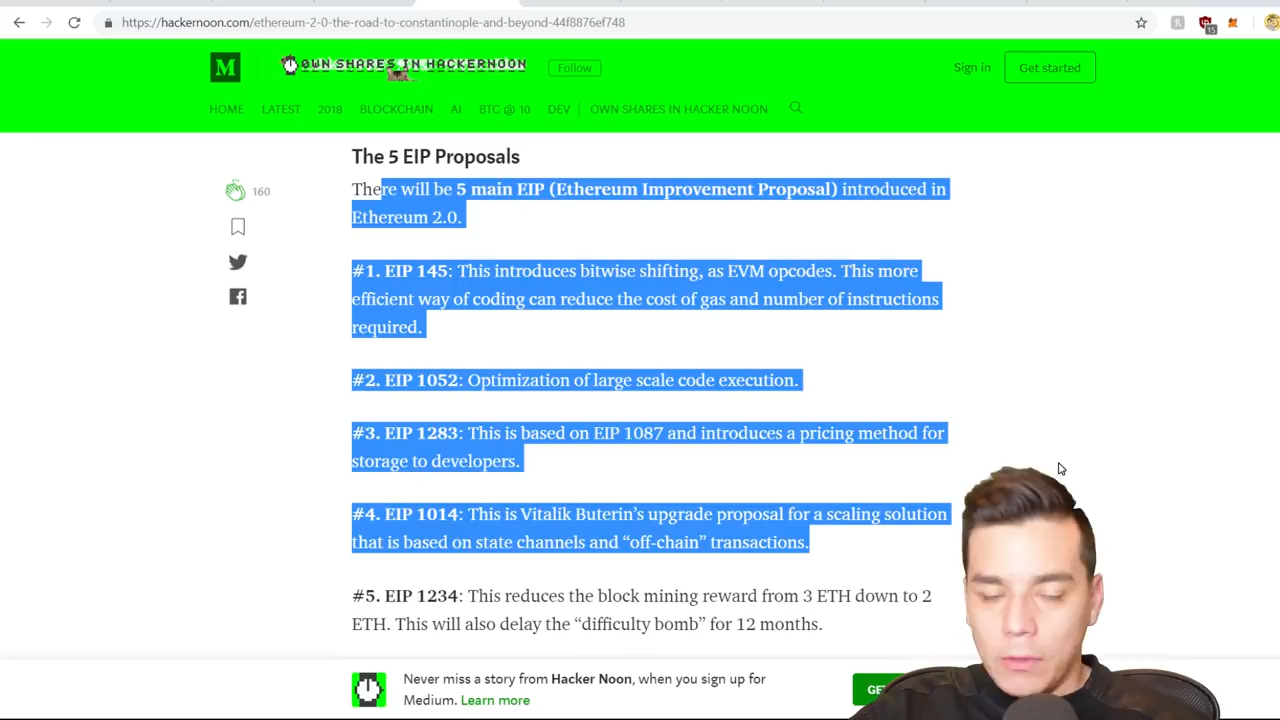 https://hackernoon.com/ethereum-2-0-the-road-to-constantinople-and-beyond-44f8876ef748
15
M
OWN SHARES IN HACKERNOON
Follow
Sign in
Get started
HOME LATEST 2018 BLOCKCHAIN AI BTC @ 10 DEV OWN SHARES IN HACKER NOON
The 5 EIP Proposals
160
There will be 5 main EIP (Ethereum Improvement Proposal) introduced in
Ethereum 2.0.
#1. EIP 145: This introduces bitwise shifting, as EVM opcodes. This more
efficient way of coding can reduce the cost of gas and number of instructions
required.
#2. EIP 1052: Optimization of large scale code execution.
#3. EIP 1283: This is based on EIP 1087 and introduces a pricing method for
storage to developers.
#4. EIP 1014: This is Vitalik Buterin’s upgrade proposal for a scaling solution
that is based on state channels and “off-chain” transactions.
#5. EIP 1234: This reduces the block mining reward from 3 ETH down to 2
ETH. This will also delay the “difficulty bomb” for 12 months.
Never miss a story from Hacker Noon, when you sign up for
Medium. Learn more
GE